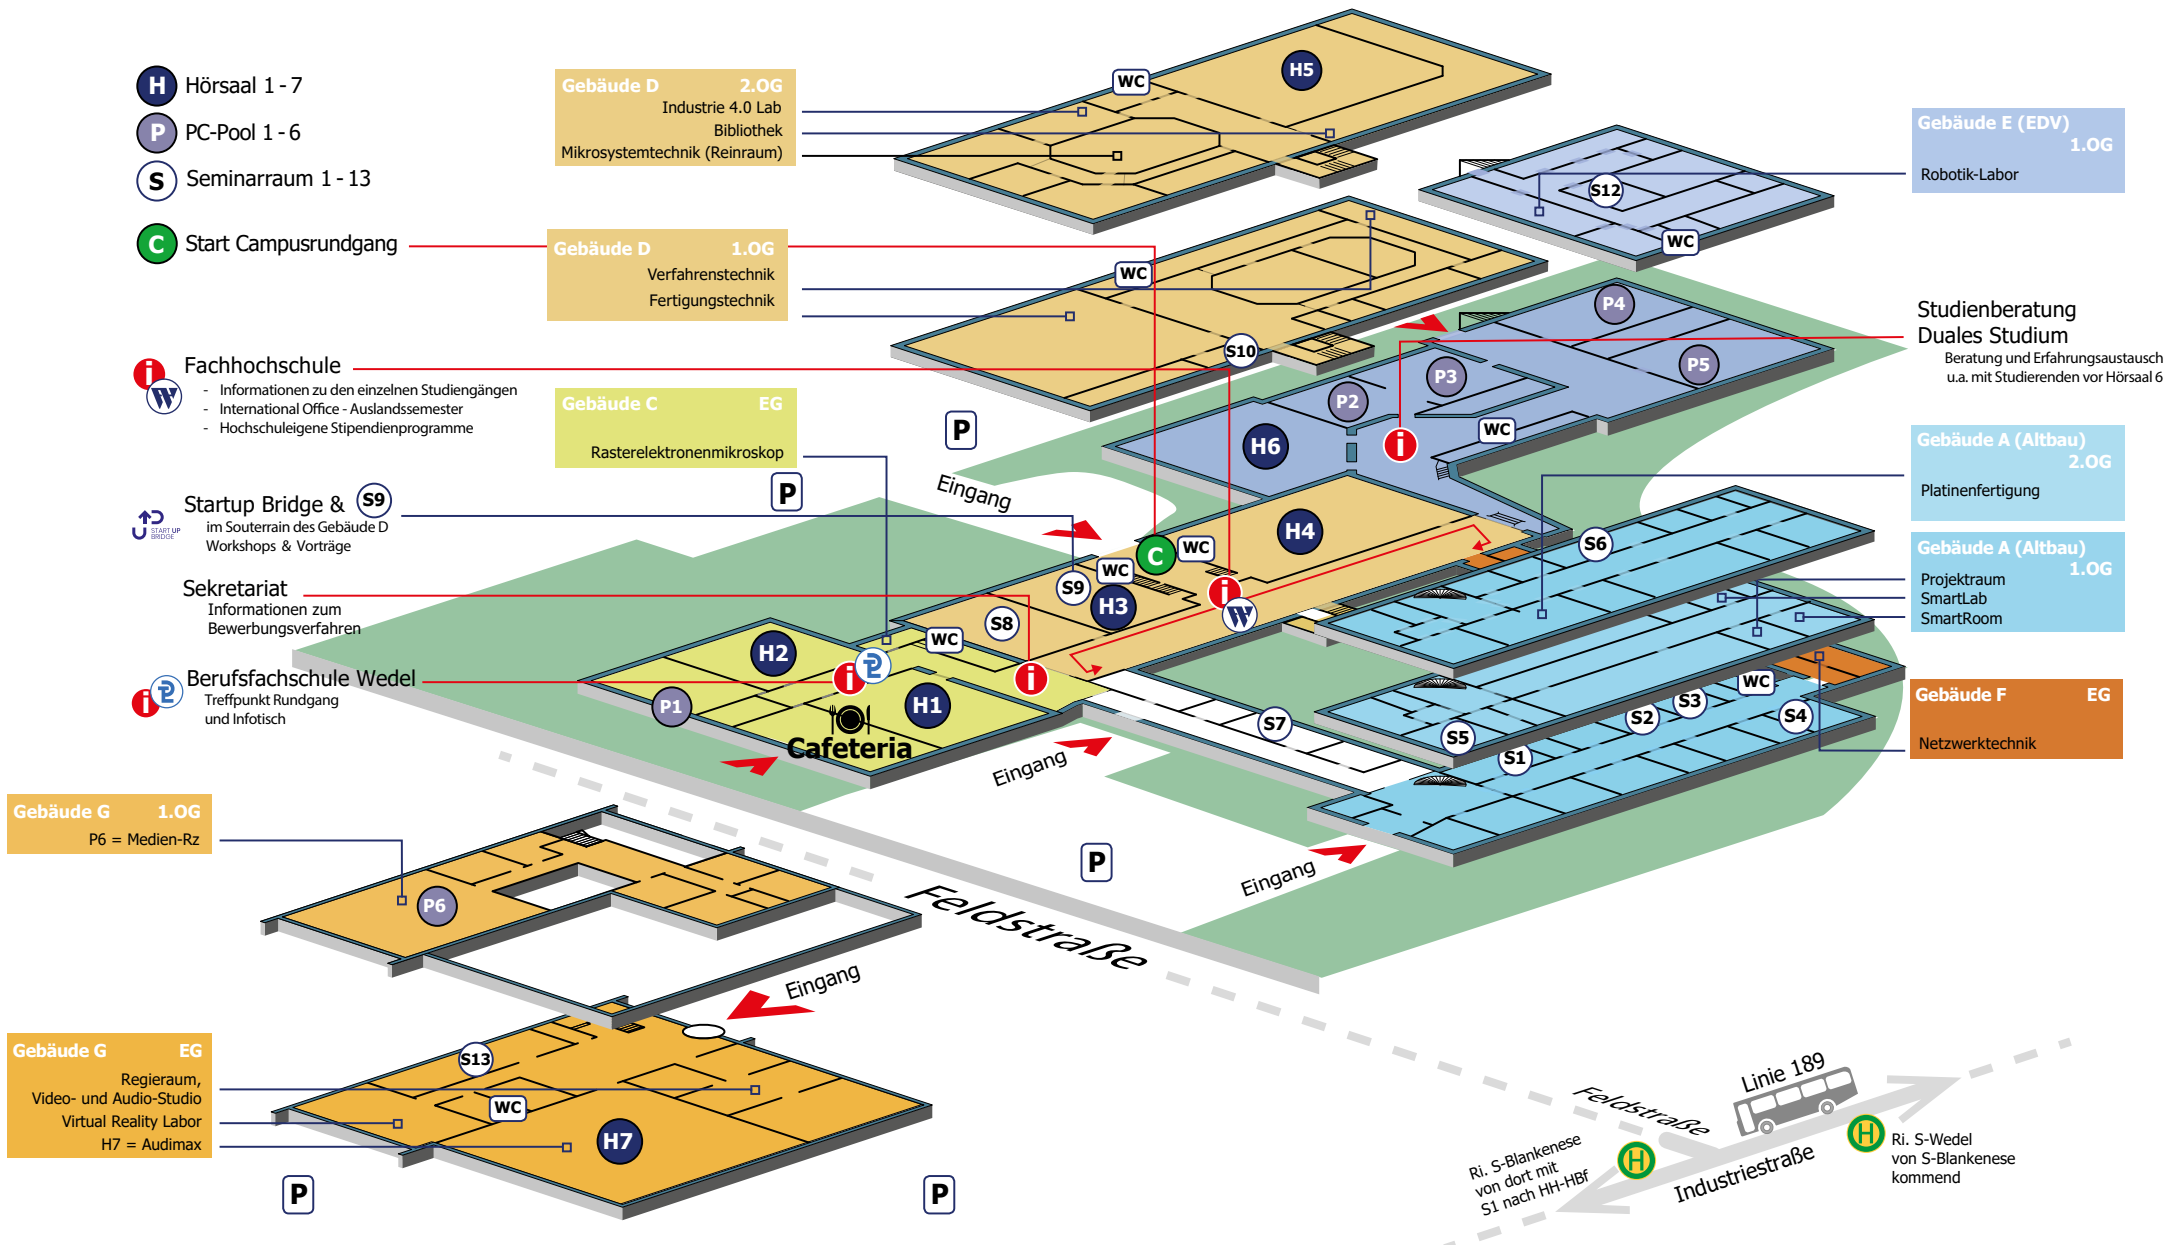 H Hörsaal 1 - 7
P PC-Pool 1 - 6
S Seminarraum 1 - 13
C Start Campusrundgang
Gebäude D 2.OG
Industrie 4.0 Lab
Bibliothek
Mikrosystemtechnik (Reinraum)
WC
H5
Gebäude D 1.OG
Verfahrenstechnik
Fertigungstechnik
WC
S10
Gebäude E (EDV)
1.OG
Robotik-Labor
S12
WC
i Fachhochschule
W
- Informationen zu den einzelnen Studiengängen
- International Office - Auslandssemester
- Hochschuleigene Stipendienprogramme
Gebäude C EG
Rasterelektronenmikroskop
P
P
Eingang
P4
P5
P3
P2
H6
i
WC
Studienberatung
Duales Studium
Beratung und Erfahrungsaustausch
u.a. mit Studierenden vor Hörsaal 6
Gebäude A (Altbau)
2.OG
Platinenfertigung
Gebäude A (Altbau)
1.OG
Projektraum
SmartLab
SmartRoom
Startup Bridge & S9
START UP
BRIDGE
im Souterrain des Gebäude D
Workshops & Vorträge
Sekretariat
Informationen zum
Bewerbungsverfahren
i Berufsfachschule Wedel
Treffpunkt Rundgang
und Infotisch
H4
C
WC
WC
S9
H3
i
W
S8
WC
H2
i
i
P1
H1
Cafeteria
S6
S7
S5
S1
S2
S3
WC
S4
Gebäude F EG
Netzwerktechnik
Eingang
Eingang
P
Feldstraße
Gebäude G 1.OG
P6 = Medien-Rz
P6
Eingang
Gebäude G EG
Regieraum,
Video- und Audio-Studio
Virtual Reality Labor
H7 = Audimax
S13
WC
H7
P
P
Linie 189
Feldstraße
Industriestraße
H
H
Ri. S-Blankenese
von dort mit
S1 nach HH-HBf
Ri. S-Wedel
von S-Blankenese
kommend